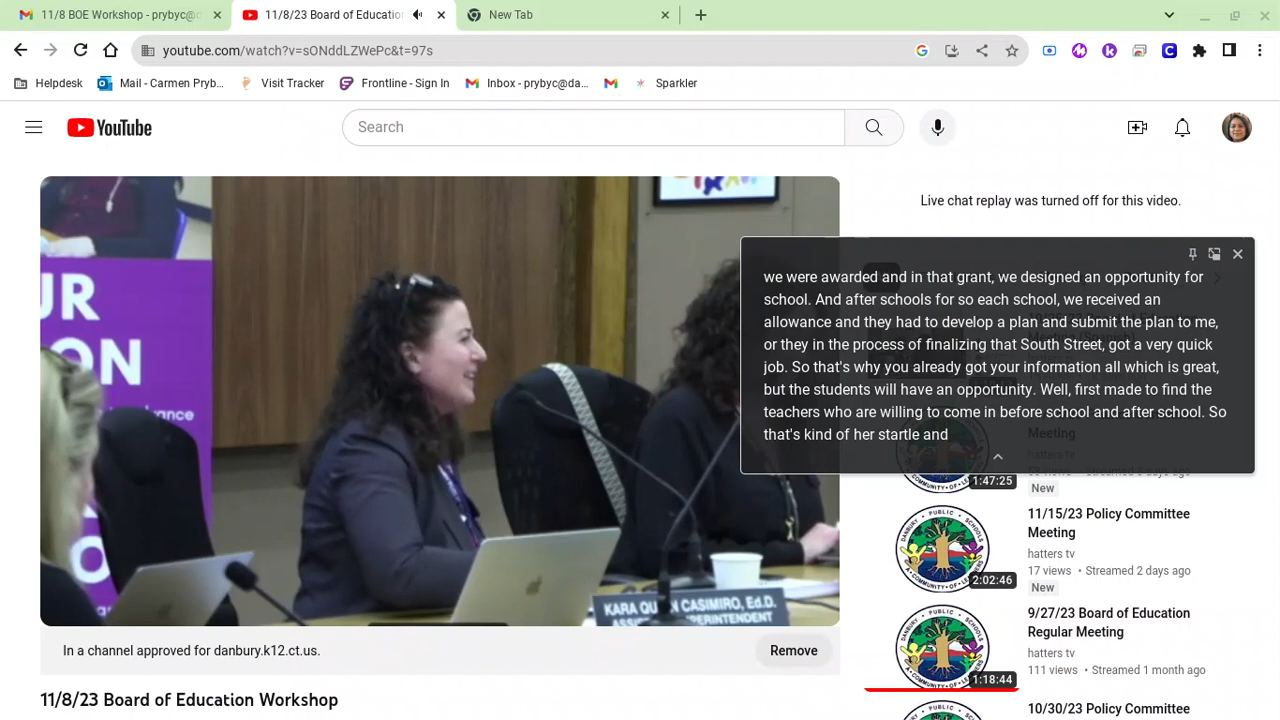 11/8 BOE Workshop - prybyc@d
11/8/23 Board of Education
New Tab
youtube.com/watch?v=sONddLZWePc&t=97s
Helpdesk
Mail - Carmen Pryb...
Visit Tracker
Frontline - Sign In
Inbox - prybyc@da...
Sparkler
YouTube
Search
Live chat replay was turned off for this video.
we were awarded and in that grant, we designed an opportunity for
school. And after schools for so each school, we received an
allowance and they had to develop a plan and submit the plan to me,
or they in the process of finalizing that South Street, got a very quick
job. So that's why you already got your information all which is great,
but the students will have an opportunity. Well, first made to find the
teachers who are willing to come in before school and after school. So
that's kind of her startle and
Meeting
1:47:25
New
UR
ON
KARA QUINN CASIMIRO, Ed.D.
11/15/23 Policy Committee
Meeting
17 views • Streamed 2 days ago
2:02:46
New
9/27/23 Board of Education
Regular Meeting
hatters tv
111 views • Streamed 1 month ago
1:18:44
10/30/23 Policy Committee
In a channel approved for danbury.k12.ct.us.
Remove
11/8/23 Board of Education Workshop